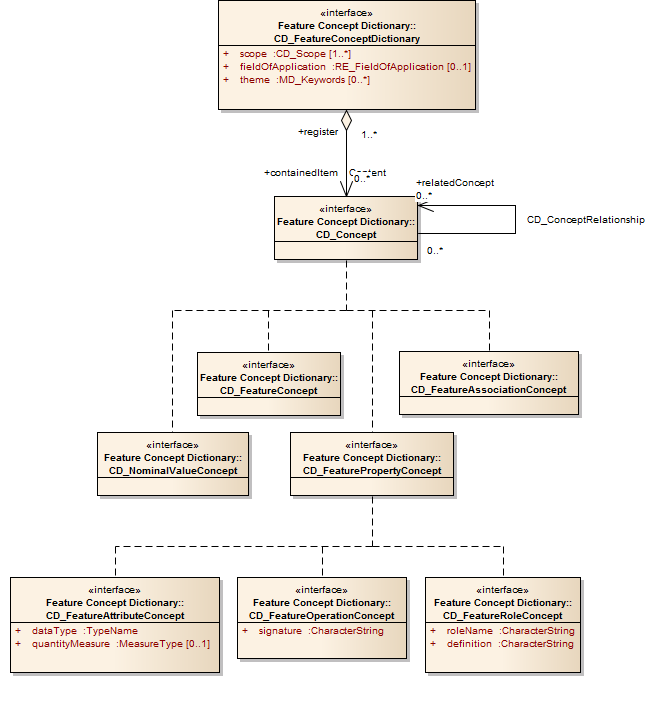 «interface»
Feature Concept Dictionary::
CD_FeatureConceptDictionary
+ scope :CD_Scope [1..*]
+ fieldOfApplication :RE_FieldOfApplication [0..1]
+ theme :MD_Keywords [0..*]
+register
1..*
+containedItem
Content
0..*
+relatedConcept
0..*
CD_ConceptRelationship
0..*
«interface»
Feature Concept Dictionary::
CD_Concept
«interface»
Feature Concept Dictionary::
CD_FeatureConcept
«interface»
Feature Concept Dictionary::
CD_FeatureAssociationConcept
«interface»
Feature Concept Dictionary::
CD_NominalValueConcept
«interface»
Feature Concept Dictionary::
CD_FeaturePropertyConcept
«interface»
Feature Concept Dictionary::
CD_FeatureAttributeConcept
+ dataType :TypeName
+ quantityMeasure :MeasureType [0..1]
«interface»
Feature Concept Dictionary::
CD_FeatureOperationConcept
+ signature :CharacterString
«interface»
Feature Concept Dictionary::
CD_FeatureRoleConcept
+ roleName :CharacterString
+ definition :CharacterString